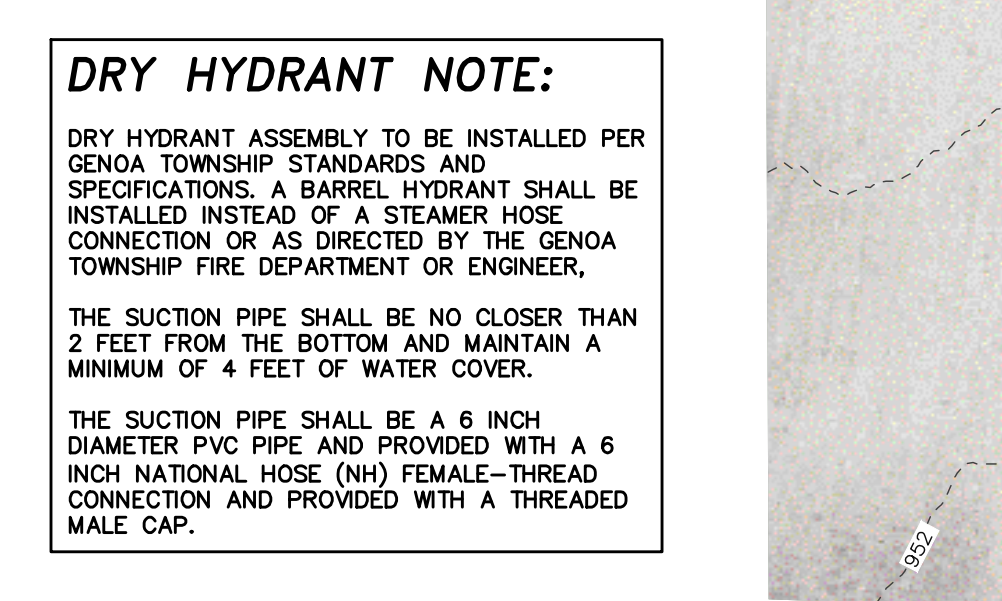 DRY HYDRANT NOTE:
DRY HYDRANT ASSEMBLY TO BE INSTALLED PER
GENOA TOWNSHIP STANDARDS AND
SPECIFICATIONS. A BARREL HYDRANT SHALL BE
INSTALLED INSTEAD OF A STEAMER HOSE
CONNECTION OR AS DIRECTED BY THE GENOA
TOWNSHIP FIRE DEPARTMENT OR ENGINEER,
THE SUCTION PIPE SHALL BE NO CLOSER THAN
2 FEET FROM THE BOTTOM AND MAINTAIN A
MINIMUM OF 4 FEET OF WATER COVER.
THE SUCTION PIPE SHALL BE A 6 INCH
DIAMETER PVC PIPE AND PROVIDED WITH A 6
INCH NATIONAL HOSE (NH) FEMALE-THREAD
CONNECTION AND PROVIDED WITH A THREADED
MALE CAP.
952